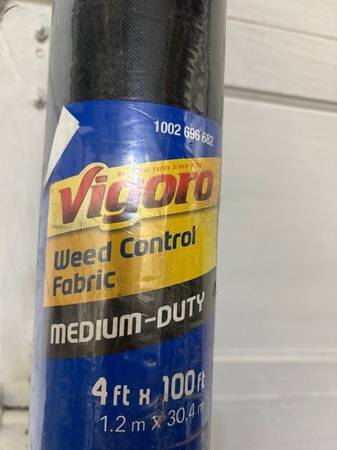 1002 696 682
Vigoro
Weed Control
Fabric
MEDIUM-DUTY
4 ft x 100 ft
1.2 m x 30.4 m